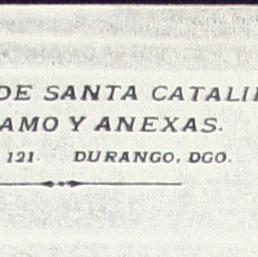 DE SANTA CATALI
AMO Y ANEXAS.
121. DURANGO, DGO.